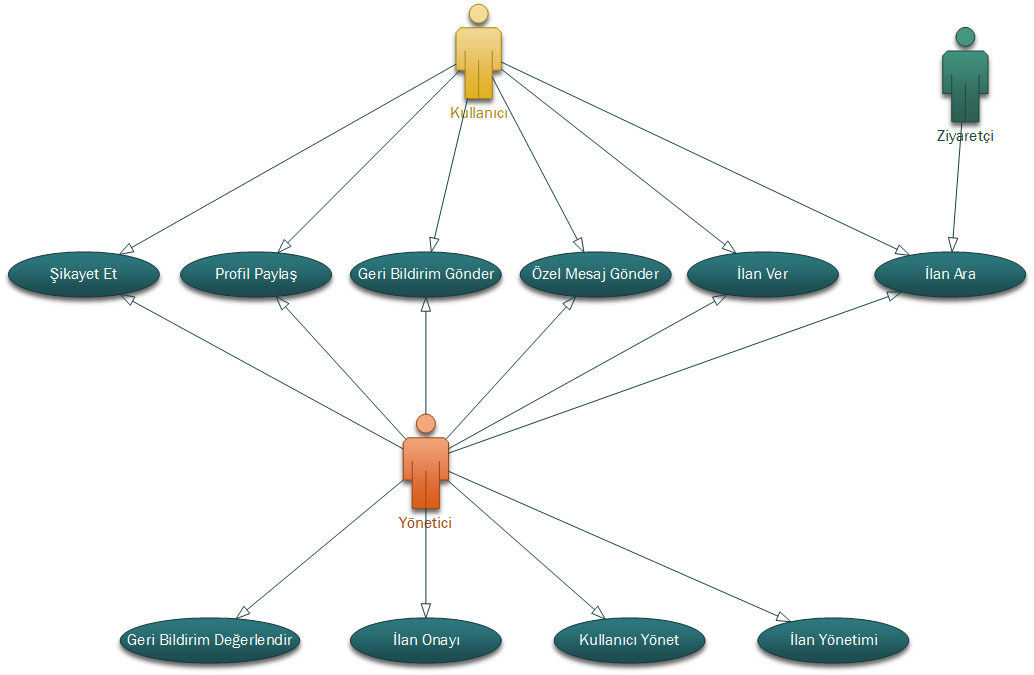 Kullanıcı
Ziyaretçi
Şikayet Et
Profil Paylaş
Geri Bildirim Gönder
Özel Mesaj Gönder
İlan Ver
İlan Ara
Yönetici
Geri Bildirim Değerlendir
İlan Onayı
Kullanıcı Yönet
İlan Yönetimi